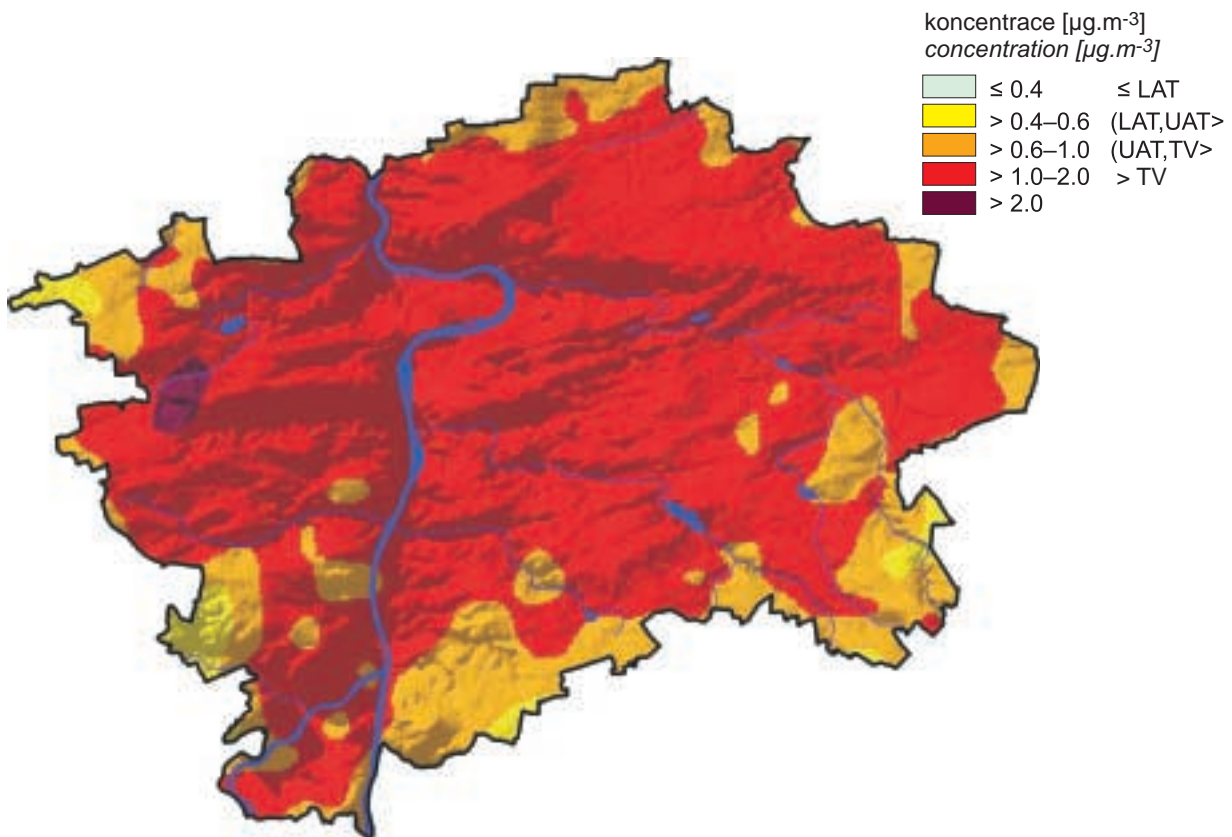 koncentrace [µg.m-3]
concentration [µg.m-3]
≤ 0.4 ≤ LAT
> 0.4–0.6 (LAT,UAT>
> 0.6–1.0 (UAT,TV>
> 1.0–2.0 > TV
> 2.0